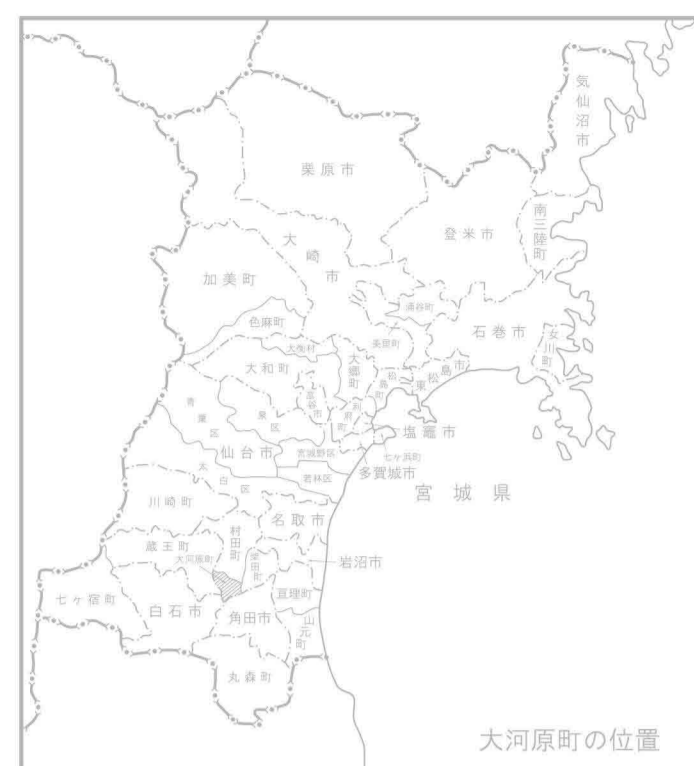 気仙沼市
栗原市
南三陸町
登米市
大崎市
加美町
涌谷町
色麻町
石巻市
女川町
美里町
大衡村
大郷町
大和町
松島町
東松島市
富谷市
利府町
青葉区
泉区
塩竈市
仙台市
宮城野区
七ヶ浜町
多賀城市
太白区
若林区
宮城県
川崎町
名取市
村田町
蔵王町
柴田町
大河原町
岩沼市
亘理町
七ヶ宿町
白石市
角田市
山元町
丸森町
大河原町の位置